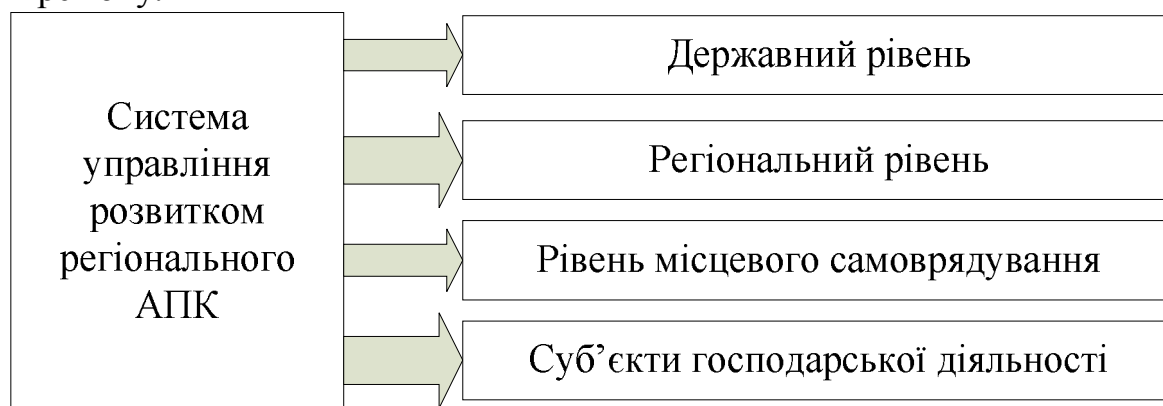 Система
управління
розвитком
регіонального
АПК
Державний рівень
Регіональний рівень
Рівень місцевого самоврядування
Суб’єкти господарської діяльності